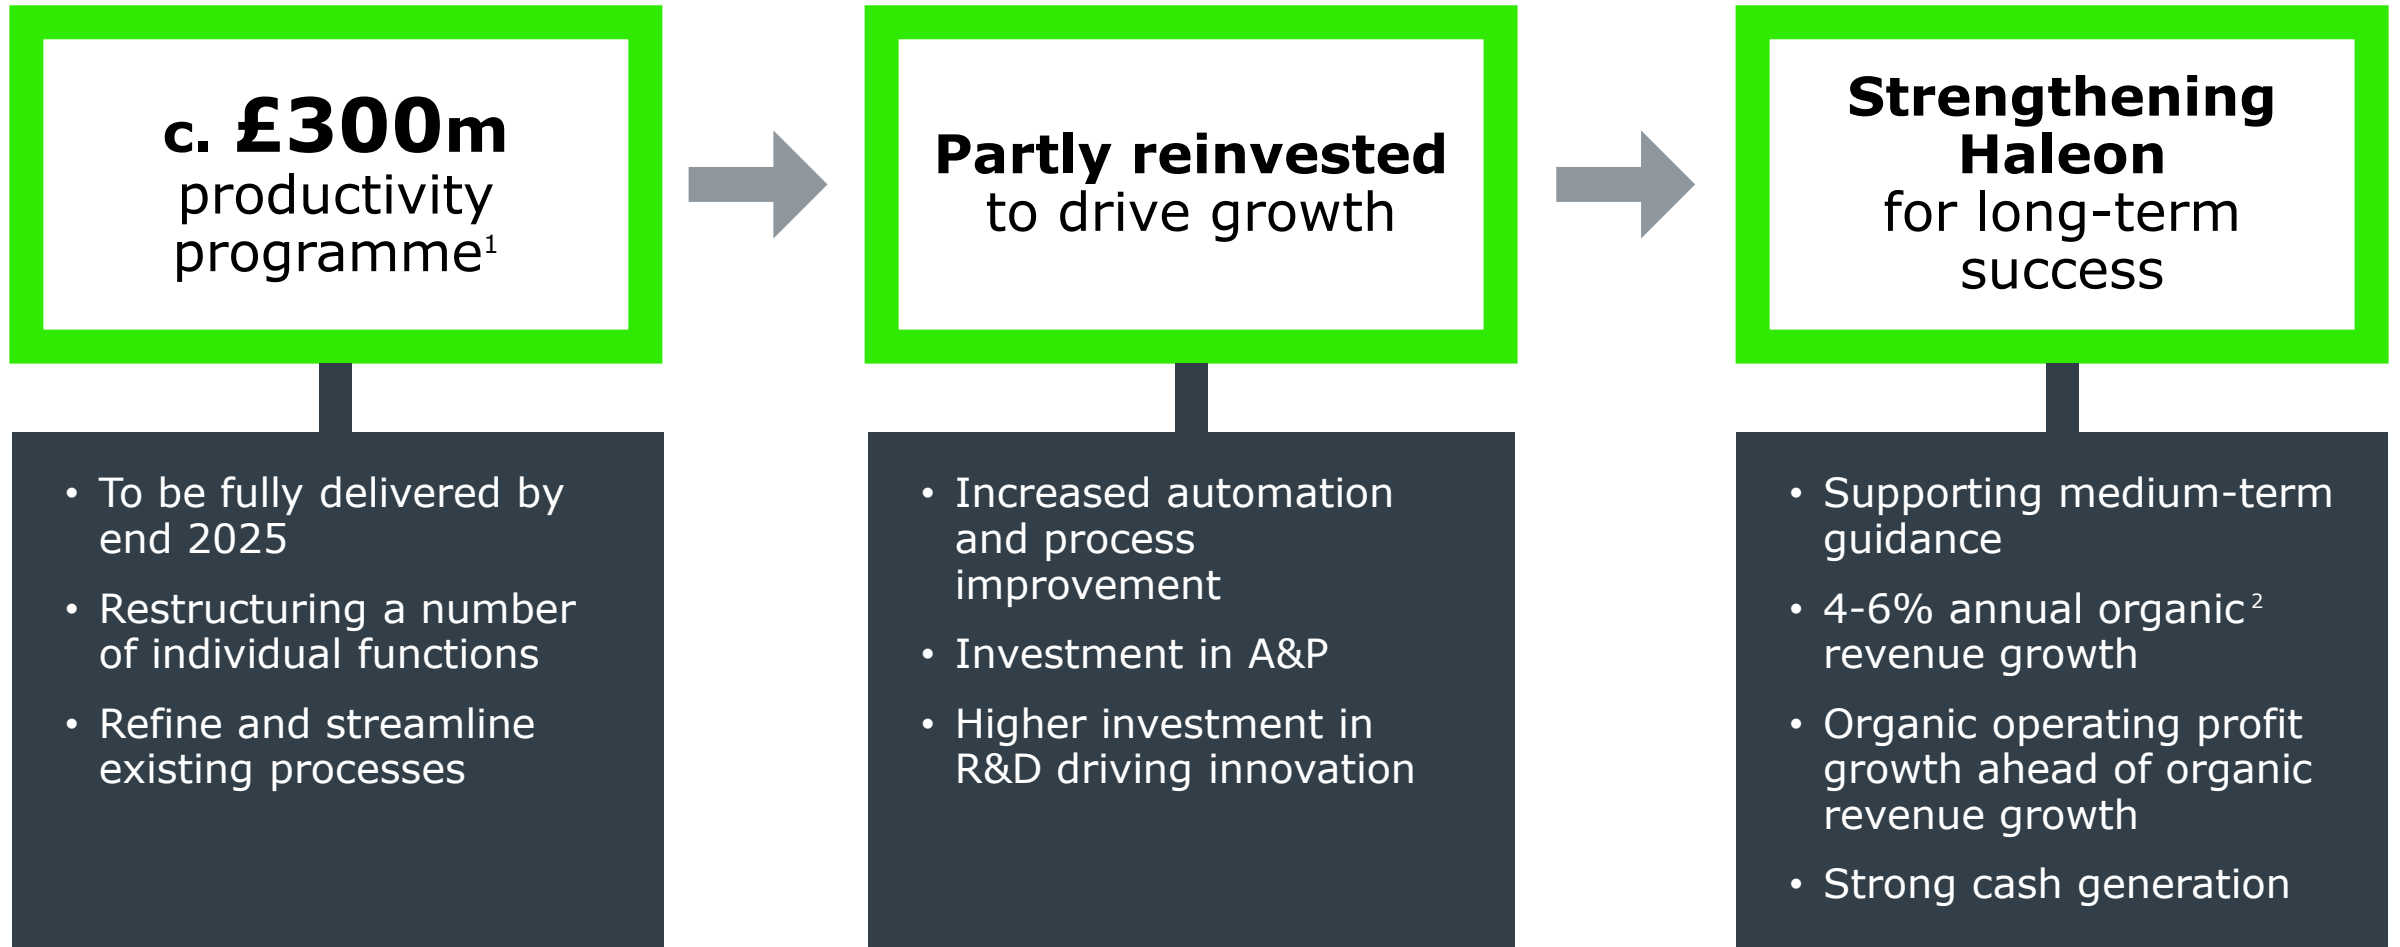 c. £300m
productivity
programme¹
Partly reinvested
to drive growth
Strengthening
Haleon
for long-term
success
• To be fully delivered by
end 2025
• Restructuring a number
of individual functions
• Refine and streamline
existing processes
• Increased automation
and process
improvement
• Investment in A&P
• Higher investment in
R&D driving innovation
• Supporting medium-term
guidance
• 4-6% annual organic²
revenue growth
• Organic operating profit
growth ahead of organic
revenue growth
• Strong cash generation